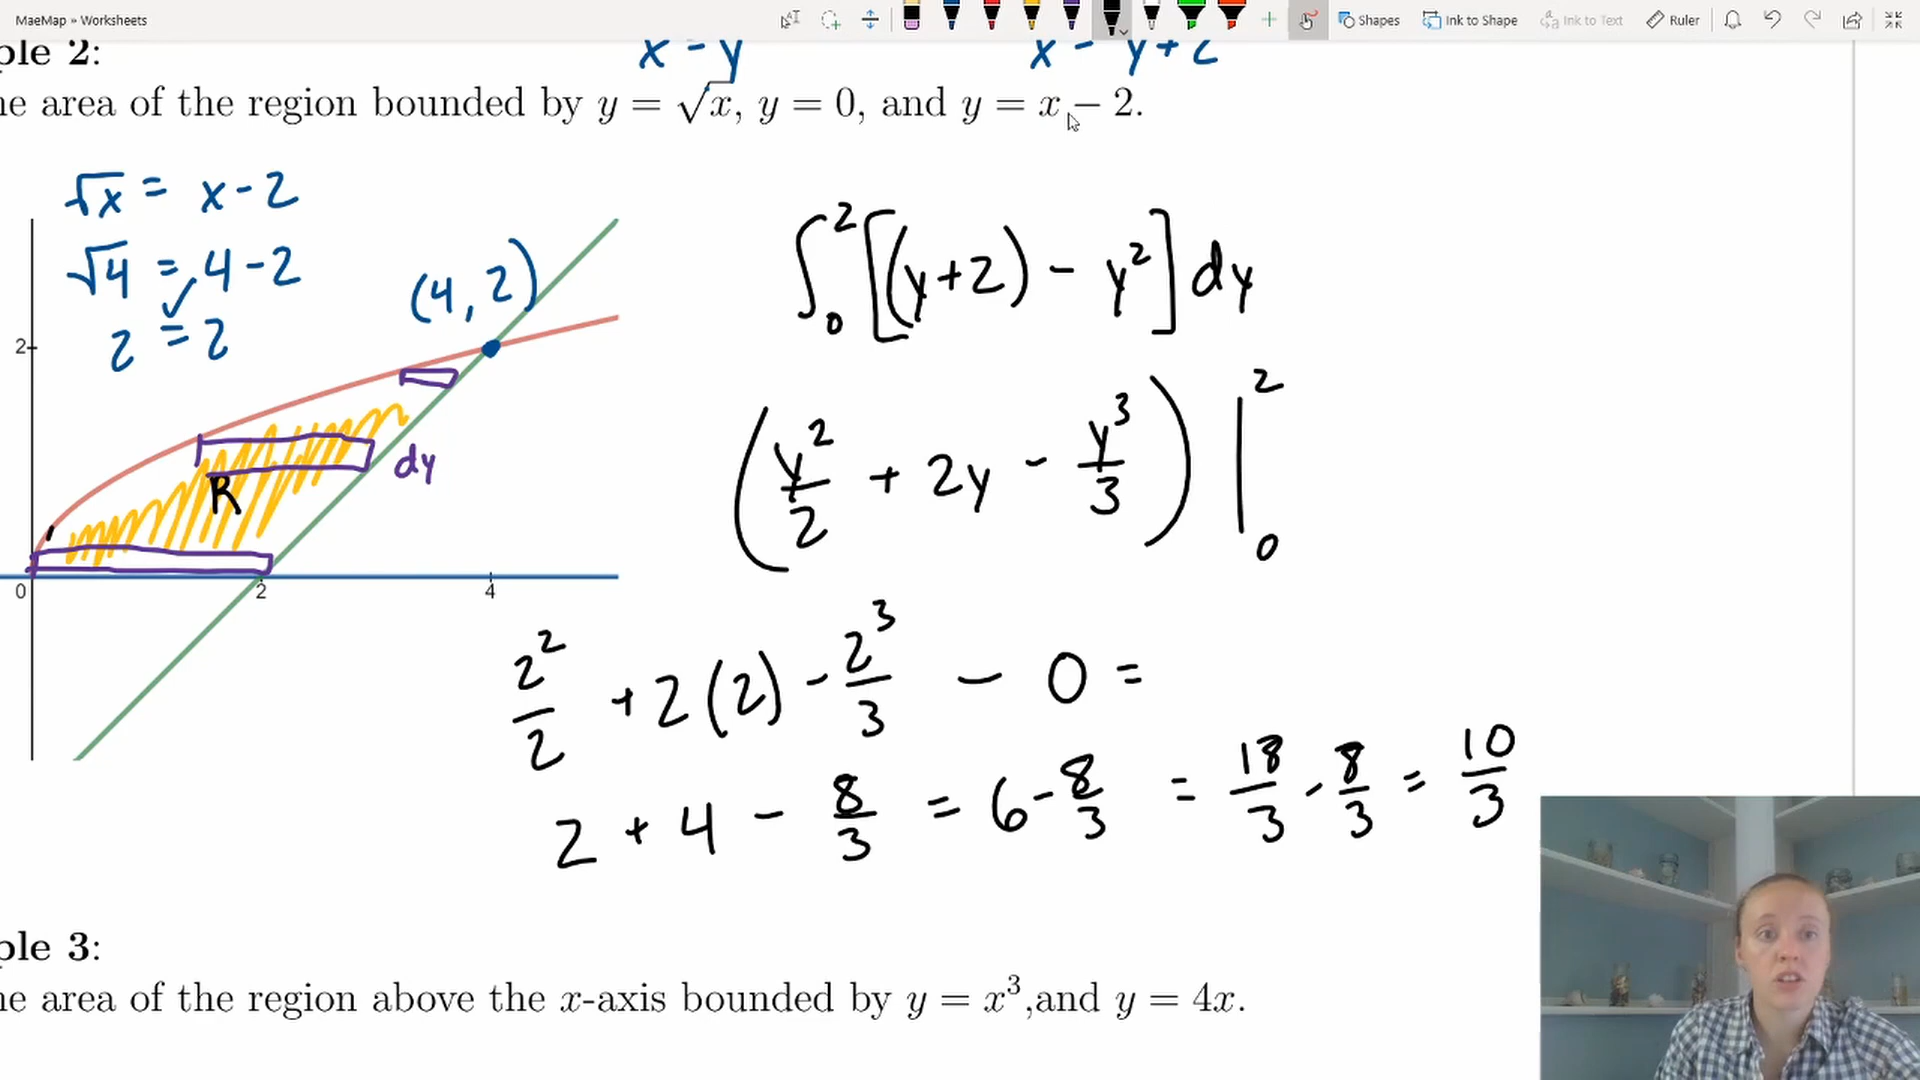 MaeMap » Worksheets
Shapes
Ink to Shape
Ink to Text
Ruler
ple 2:
x = y
x = y + 2
ne area of the region bounded by y = √x, y = 0, and y = x − 2.
√x = x - 2
√4 = 4 - 2
✓
2 = 2
(4, 2)
2
dy
R
0
2
4
∫₀² [(y+2) - y²] dy
(y²/2 + 2y - y³/3) |₀²
2²/2 + 2(2) - 2³/3 - 0 =
2 + 4 - 8/3 = 6 - 8/3 = 18/3 - 8/3 = 10/3
ple 3:
ne area of the region above the x-axis bounded by y = x³,and y = 4x.